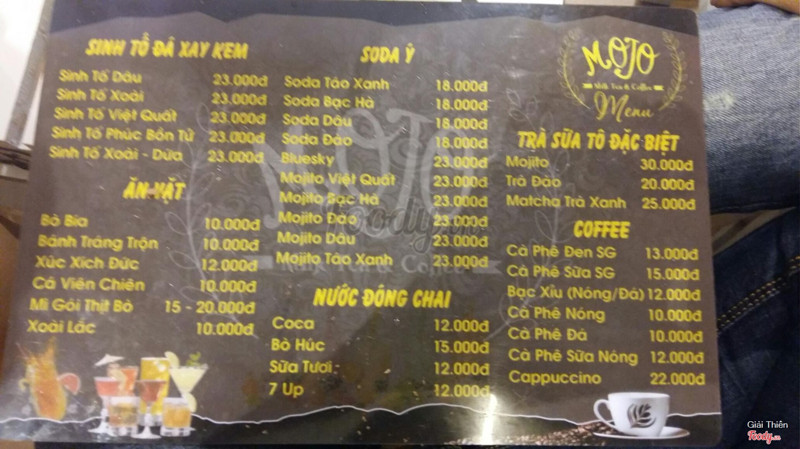 SINH TỐ ĐÁ XAY KEM
Sinh Tố Dâu 23.000đ
Sinh Tố Xoài 23.000đ
Sinh Tố Việt Quất 23.000đ
Sinh Tố Phúc Bồn Tử 23.000đ
Sinh Tố Xoài - Dừa 23.000đ
ĂN VẶT
Bò Bía 10.000đ
Bánh Tráng Trộn 10.000đ
Xúc Xích Đức 12.000đ
Cá Viên Chiên 10.000đ
Mì Gói Thịt Bò 15 - 20.000đ
Xoài Lắc 10.000đ
SODA Ý
Soda Táo Xanh 18.000đ
Soda Bạc Hà 18.000đ
Soda Dâu 18.000đ
Soda Đào 18.000đ
Bluesky 23.000đ
Mojito Việt Quất 23.000đ
Mojito Bạc Hà 23.000đ
Mojito Đào 23.000đ
Mojito Dâu 23.000đ
Mojito Táo Xanh 23.000đ
NƯỚC ĐÓNG CHAI
Coca 12.000đ
Bò Húc 15.000đ
Sữa Tươi 12.000đ
7 Up 12.000đ
MOJO
Milk Tea & Coffee
Menu
TRÀ SỮA TÔ ĐẶC BIỆT
Mojito 30.000đ
Trà Đào 20.000đ
Matcha Trà Xanh 25.000đ
COFFEE
Cà Phê Đen SG 13.000đ
Cà Phê Sữa SG 15.000đ
Bạc Xỉu (Nóng/Đá) 12.000đ
Cà Phê Nóng 10.000đ
Cà Phê Đá 10.000đ
Cà Phê Sữa Nóng 12.000đ
Cappuccino 22.000đ
MOJO
Milk Tea & Coffee
foody.vn
Giải Thiên
Foody.vn